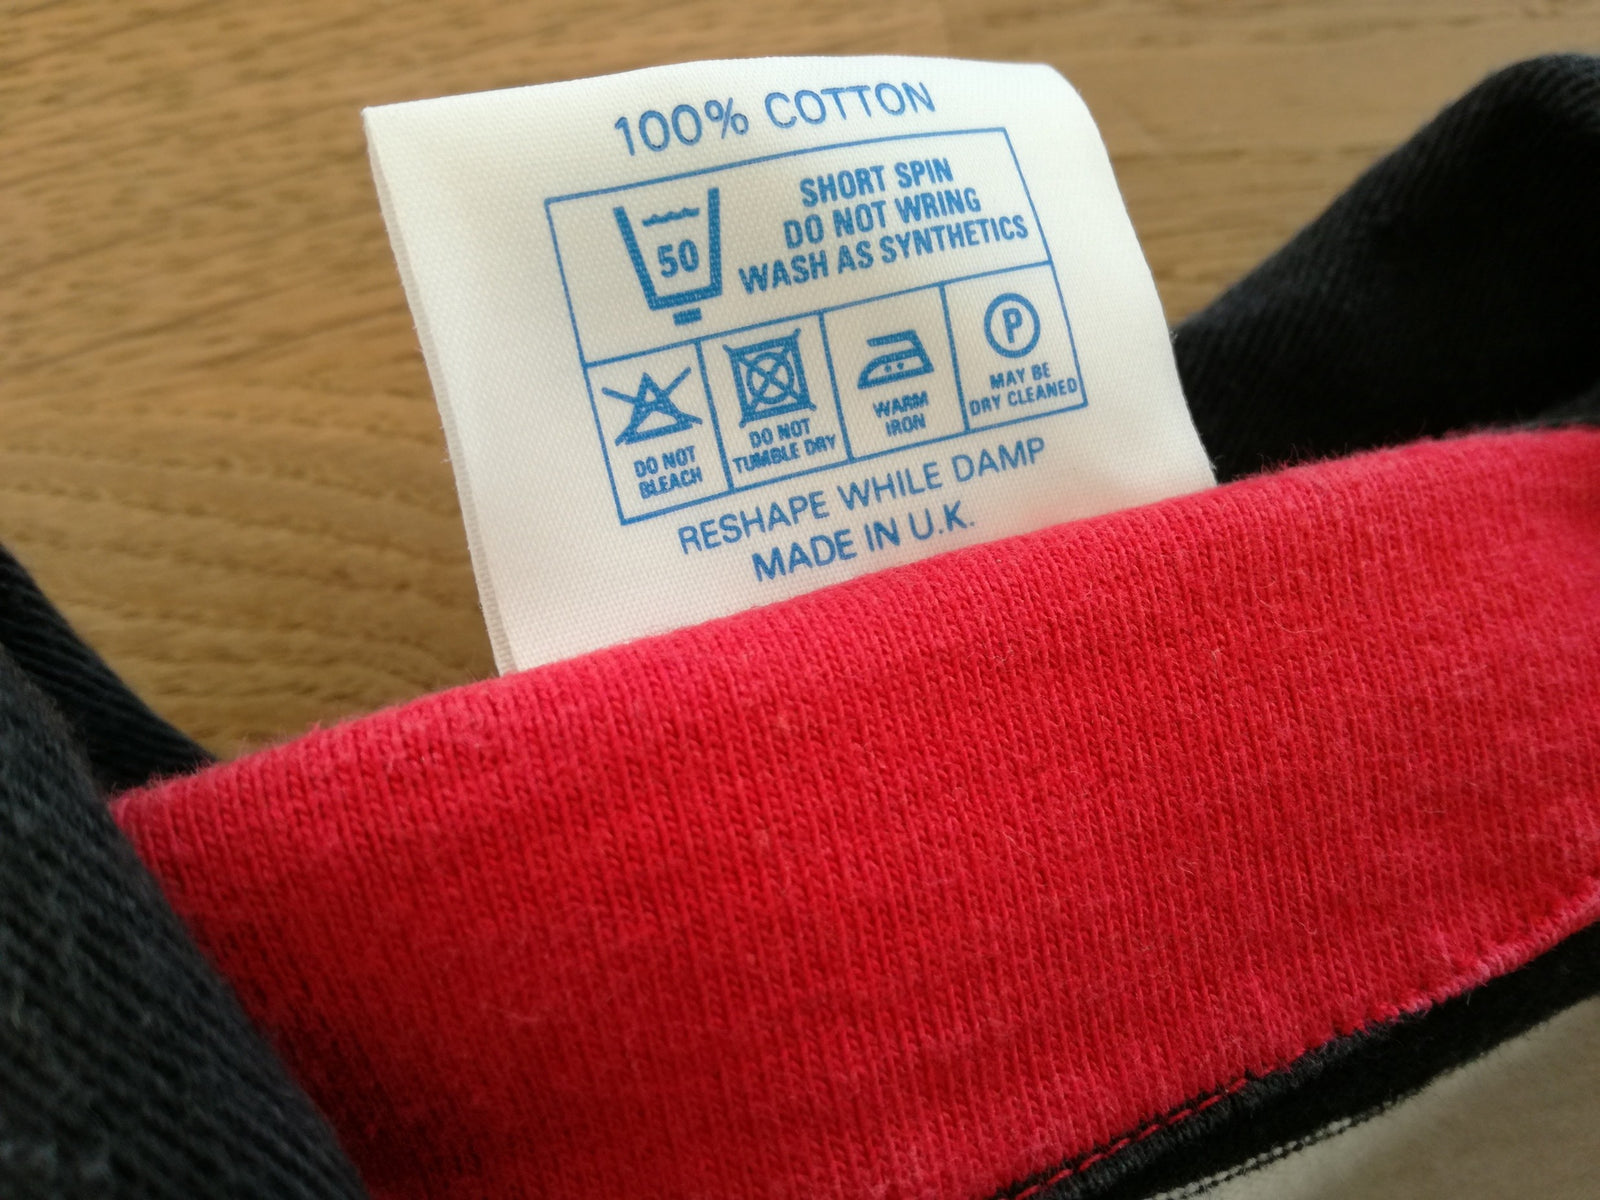 100% COTTON
50
SHORT SPIN
DO NOT WRING
WASH AS SYNTHETICS
DO NOT
BLEACH
DO NOT
TUMBLE DRY
WARM
IRON
P
MAY BE
DRY CLEANED
RESHAPE WHILE DAMP
MADE IN U.K.